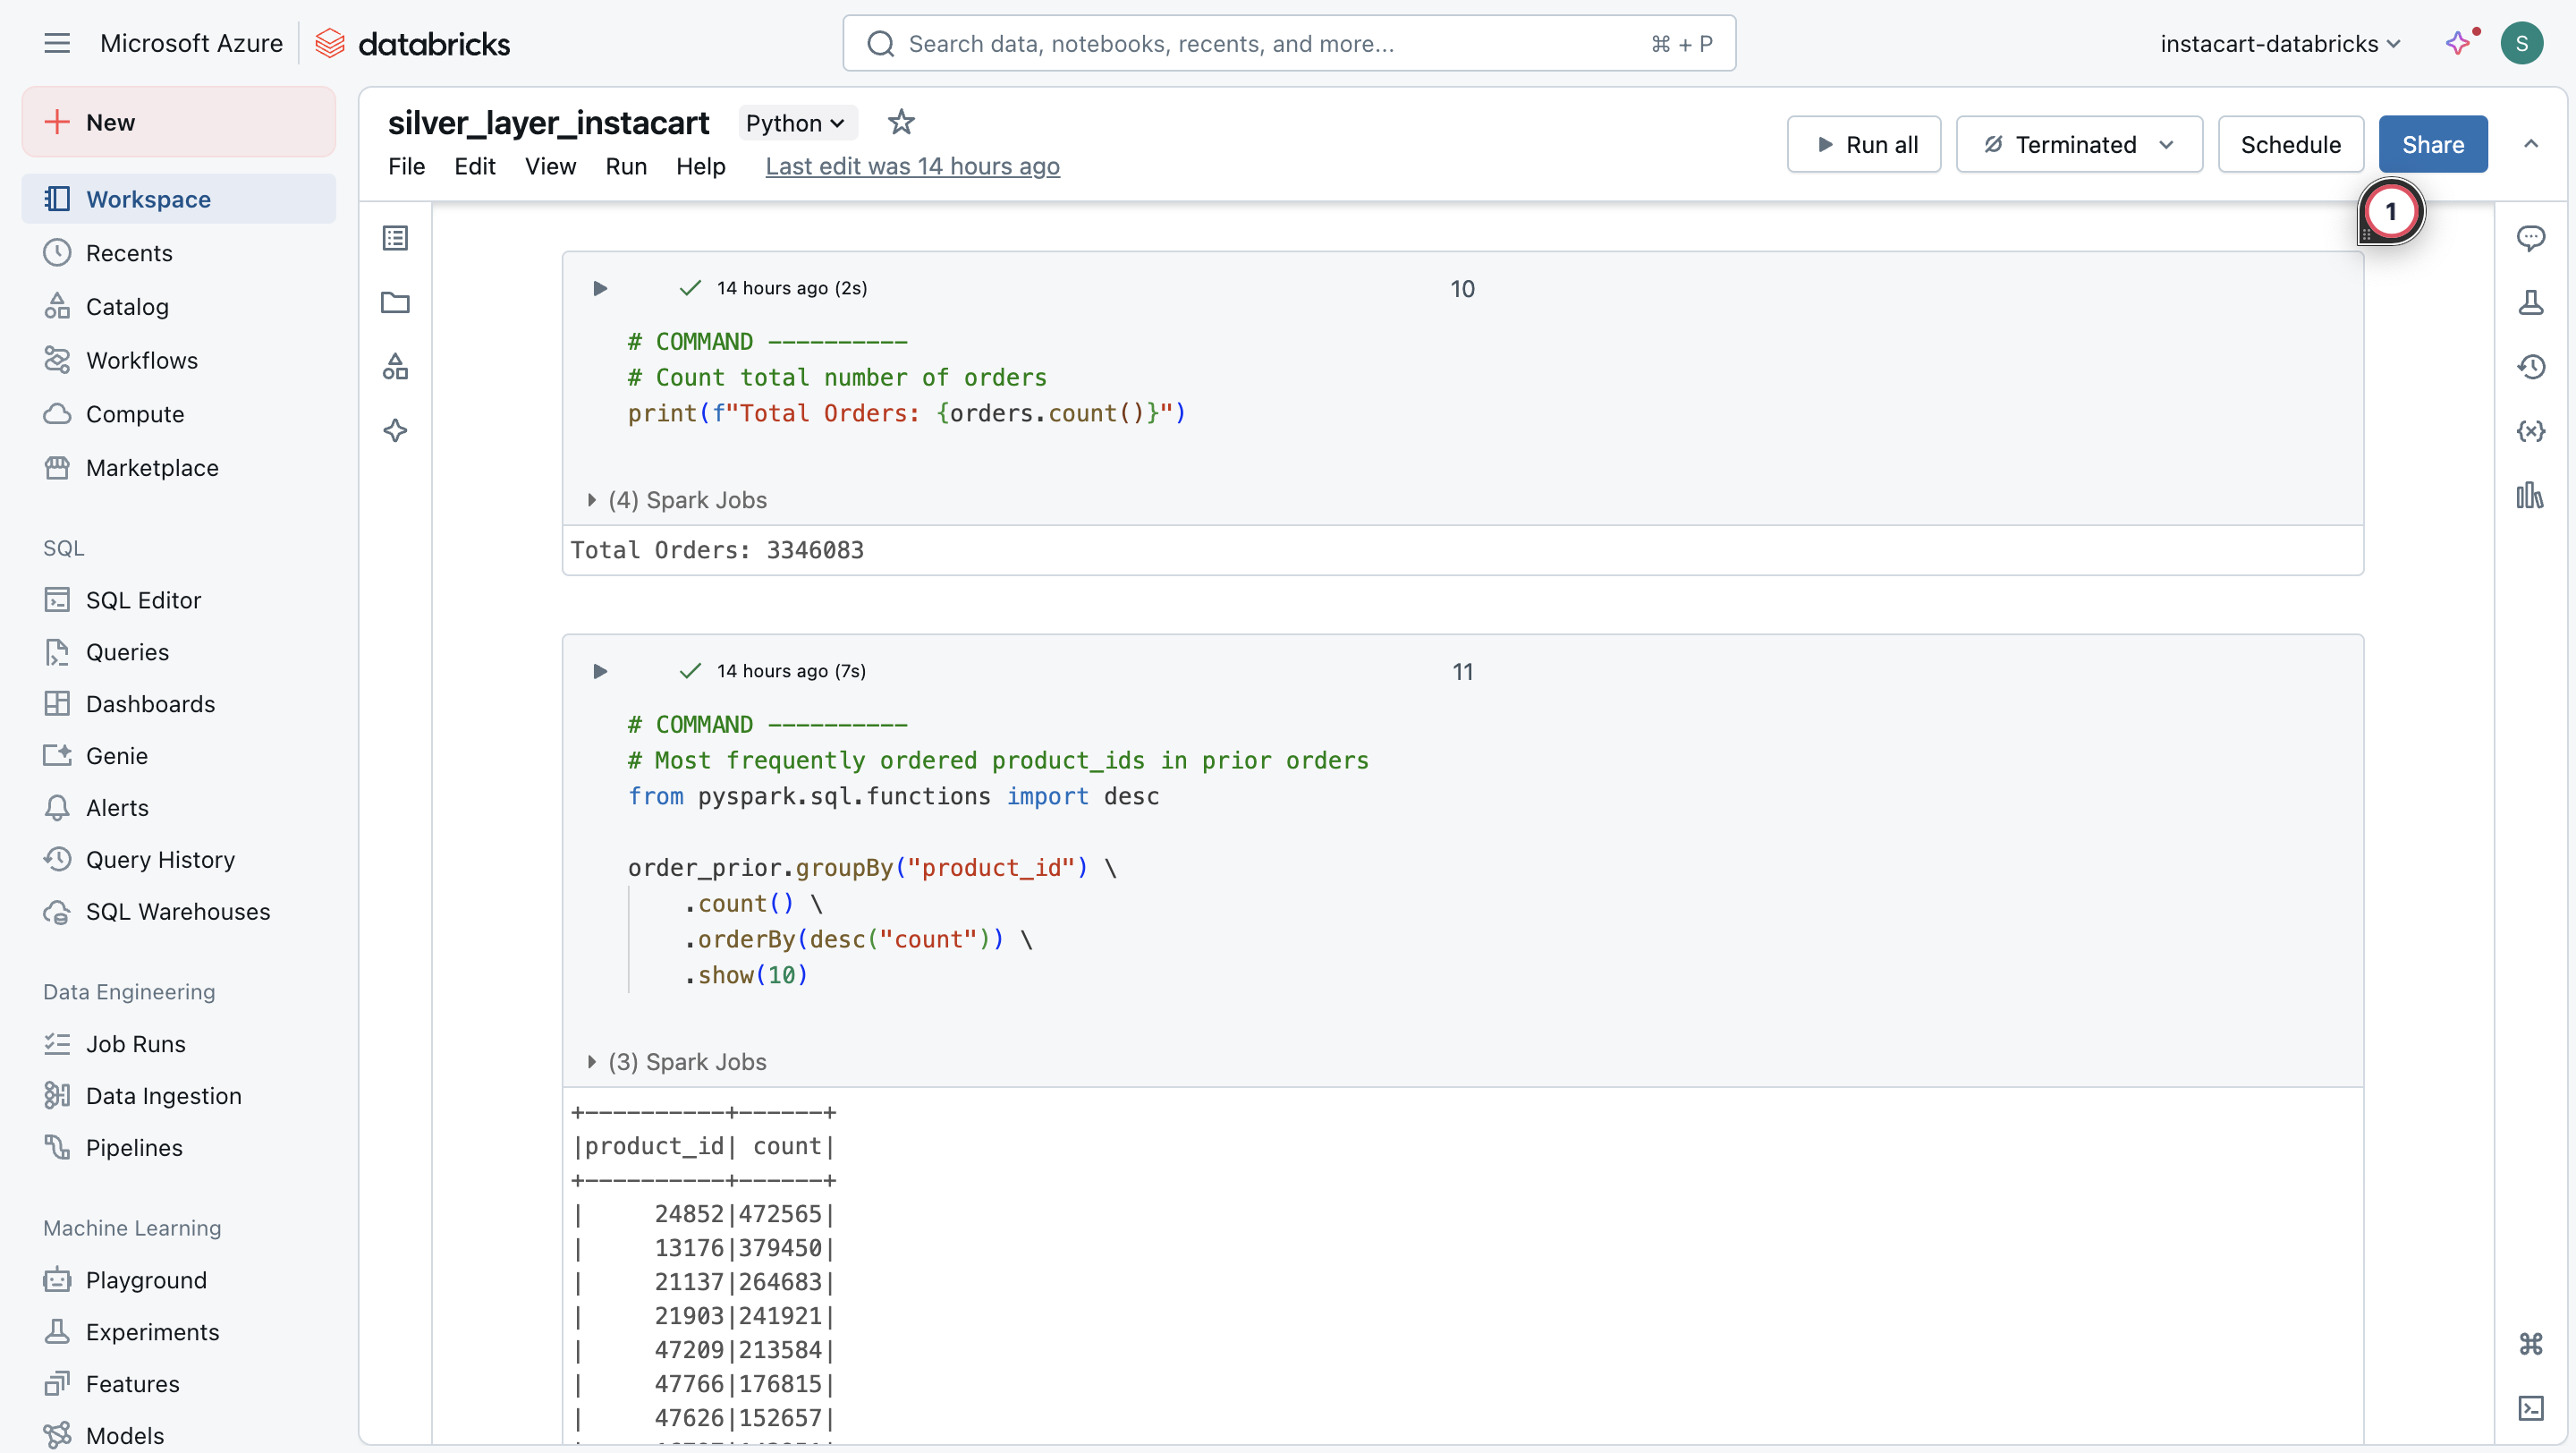 Microsoft Azure
databricks
Search data, notebooks, recents, and more...
⌘ + P
instacart-databricks
S
New
Workspace
Recents
Catalog
Workflows
Compute
Marketplace
SQL
SQL Editor
Queries
Dashboards
Genie
Alerts
Query History
SQL Warehouses
Data Engineering
Job Runs
Data Ingestion
Pipelines
Machine Learning
Playground
Experiments
Features
Models
silver_layer_instacart
Python
File Edit View Run Help Last edit was 14 hours ago
Run all
Terminated
Schedule
Share
1
14 hours ago (2s)
10
# COMMAND ----------
# Count total number of orders
print(f"Total Orders: {orders.count()}")
(4) Spark Jobs
Total Orders: 3346083
14 hours ago (7s)
11
# COMMAND ----------
# Most frequently ordered product_ids in prior orders
from pyspark.sql.functions import desc
order_prior.groupBy("product_id") \
.count() \
.orderBy(desc("count")) \
.show(10)
(3) Spark Jobs
+----------+------+
|product_id| count|
+----------+------+
|     24852|472565|
|     13176|379450|
|     21137|264683|
|     21903|241921|
|     47209|213584|
|     47766|176815|
|     47626|152657|